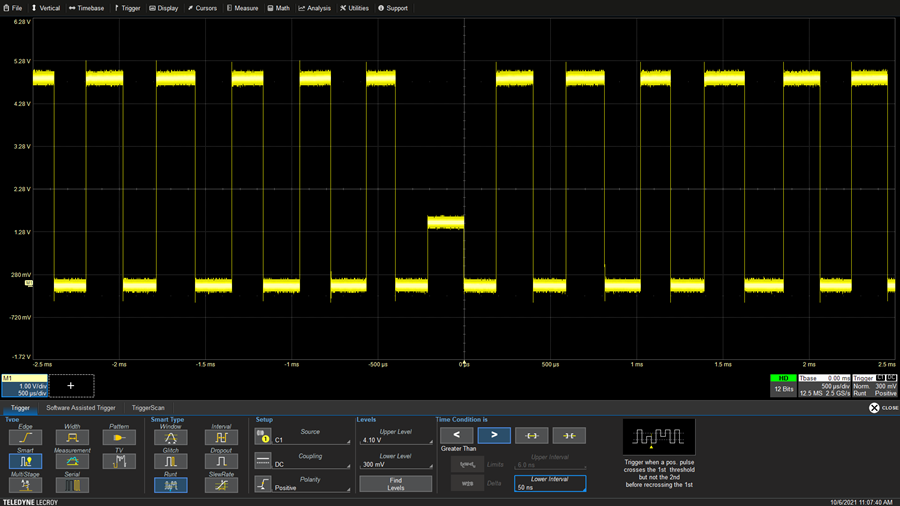 File Vertical Timebase Trigger Display Cursors Measure Math Analysis Utilities Support
6.28 V
5.28 V
4.28 V
3.28 V
2.28 V
1.28 V
280 mV
M1
-720 mV
-1.72 V
-2.5 ms -2 ms -1.5 ms -1 ms -500 µs 0 s 500 µs 1 ms 1.5 ms 2 ms 2.5 ms
M1
1.00 V/div
500 µs/div
+
HD
12 Bits
Tbase 0.00 ms
500 µs/div
12.5 MS 2.5 GS/s
Trigger C1 DC
Norm. 300 mV
Runt Positive
Trigger Software Assisted Trigger TriggerScan
X CLOSE
Type
Edge Width Pattern
Smart Measurement TV
MultiStage Serial
Smart Type
Window Interval
Glitch Dropout
Runt SlewRate
Setup
Source
C1
Coupling
DC
Polarity
Positive
Levels
Upper Level
4.10 V
Lower Level
300 mV
Find
Levels
Time Condition Is
< >
Greater Than
Limits
Delta
Upper Interval
5.0 ns
Lower Interval
50 ns
Trigger when a pos. pulse
crosses the 1st threshold
but not the 2nd
before recrossing the 1st
TELEDYNE LECROY
10/6/2021 11:07:40 AM